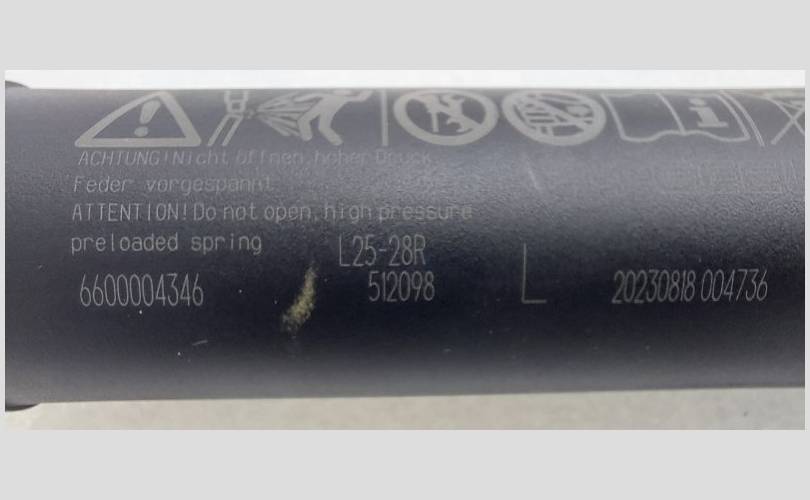 ACHTUNG!Nicht öffnen,hoher Druck
Feder vorgespannt
ATTENTION!Do not open,high pressure
preloaded spring
L25-28R
6600004346 512098 L 20230818 004736